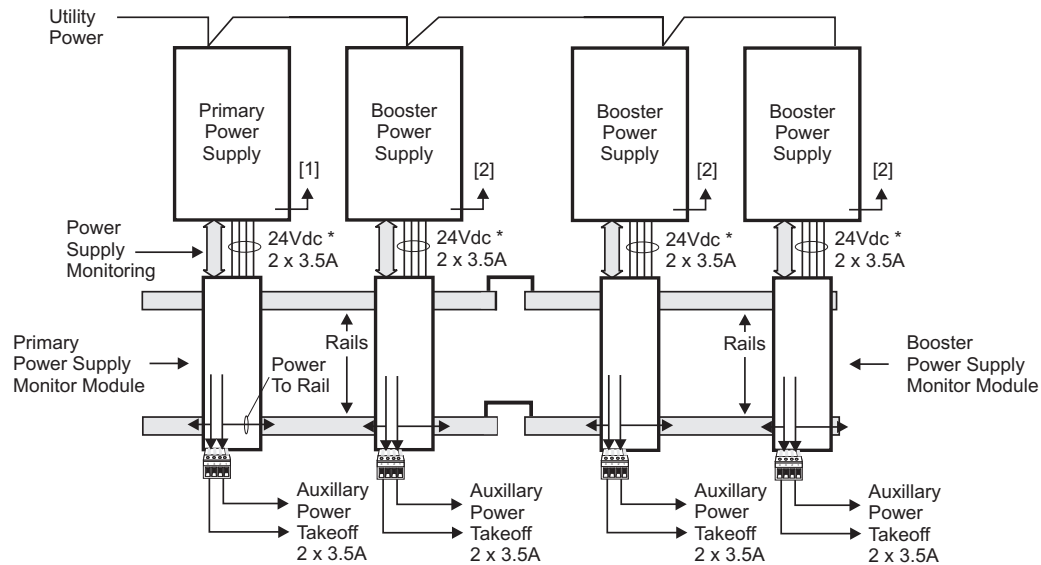 Utility
Power
Primary
Power
Supply
Booster
Power
Supply
Booster
Power
Supply
Booster
Power
Supply
[1]
[2]
[2]
[2]
Power
Supply
Monitoring
24Vdc *
2 x 3.5A
24Vdc *
2 x 3.5A
24Vdc *
2 x 3.5A
24Vdc *
2 x 3.5A
Primary
Power Supply
Monitor Module
Rails
Power
To Rail
Rails
Booster
Power Supply
Monitor Module
Auxillary
Power
Takeoff
2 x 3.5A
Auxillary
Power
Takeoff
2 x 3.5A
Auxillary
Power
Takeoff
2 x 3.5A
Auxillary
Power
Takeoff
2 x 3.5A